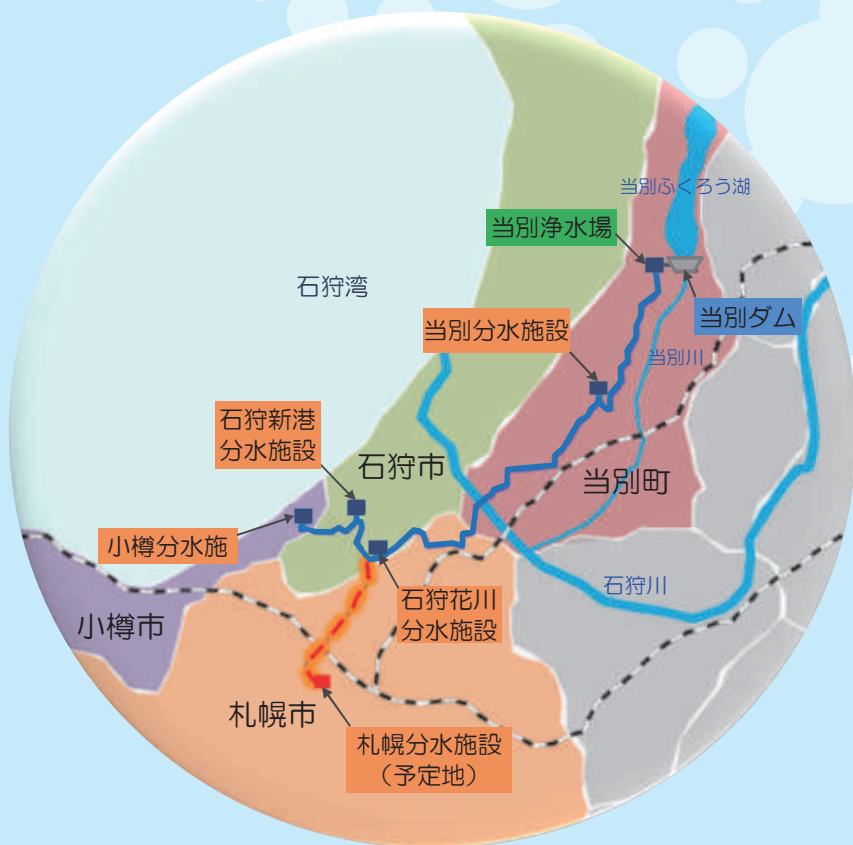 当別ふくろう湖
当別浄水場
石狩湾
当別ダム
当別分水施設
当別川
石狩新港
分水施設
石狩市
当別町
小樽分水施
石狩花川
分水施設
石狩川
小樽市
札幌市
札幌分水施設
（予定地）